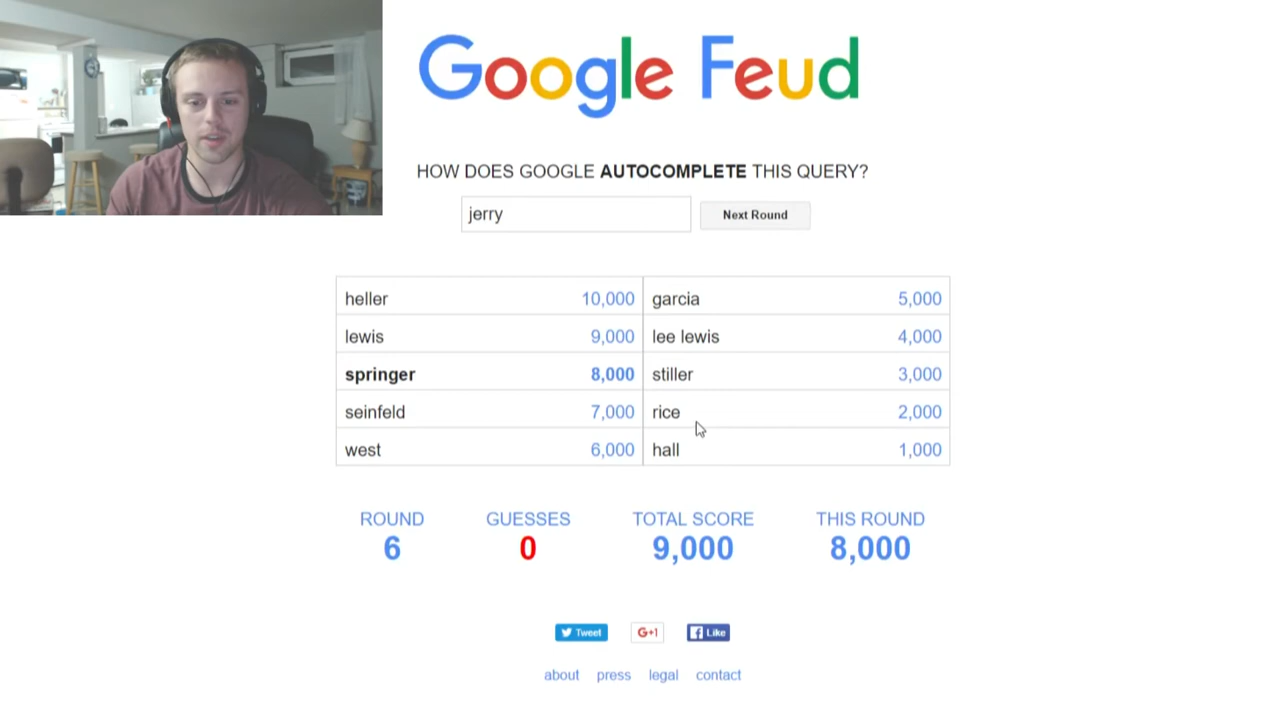 Google Feud
HOW DOES GOOGLE AUTOCOMPLETE THIS QUERY?
jerry
Next Round
heller 10,000 garcia 5,000
lewis 9,000 lee lewis 4,000
springer 8,000 stiller 3,000
seinfeld 7,000 rice 2,000
west 6,000 hall 1,000
ROUND GUESSES TOTAL SCORE THIS ROUND
6 0 9,000 8,000
Tweet G+1 Like
about press legal contact